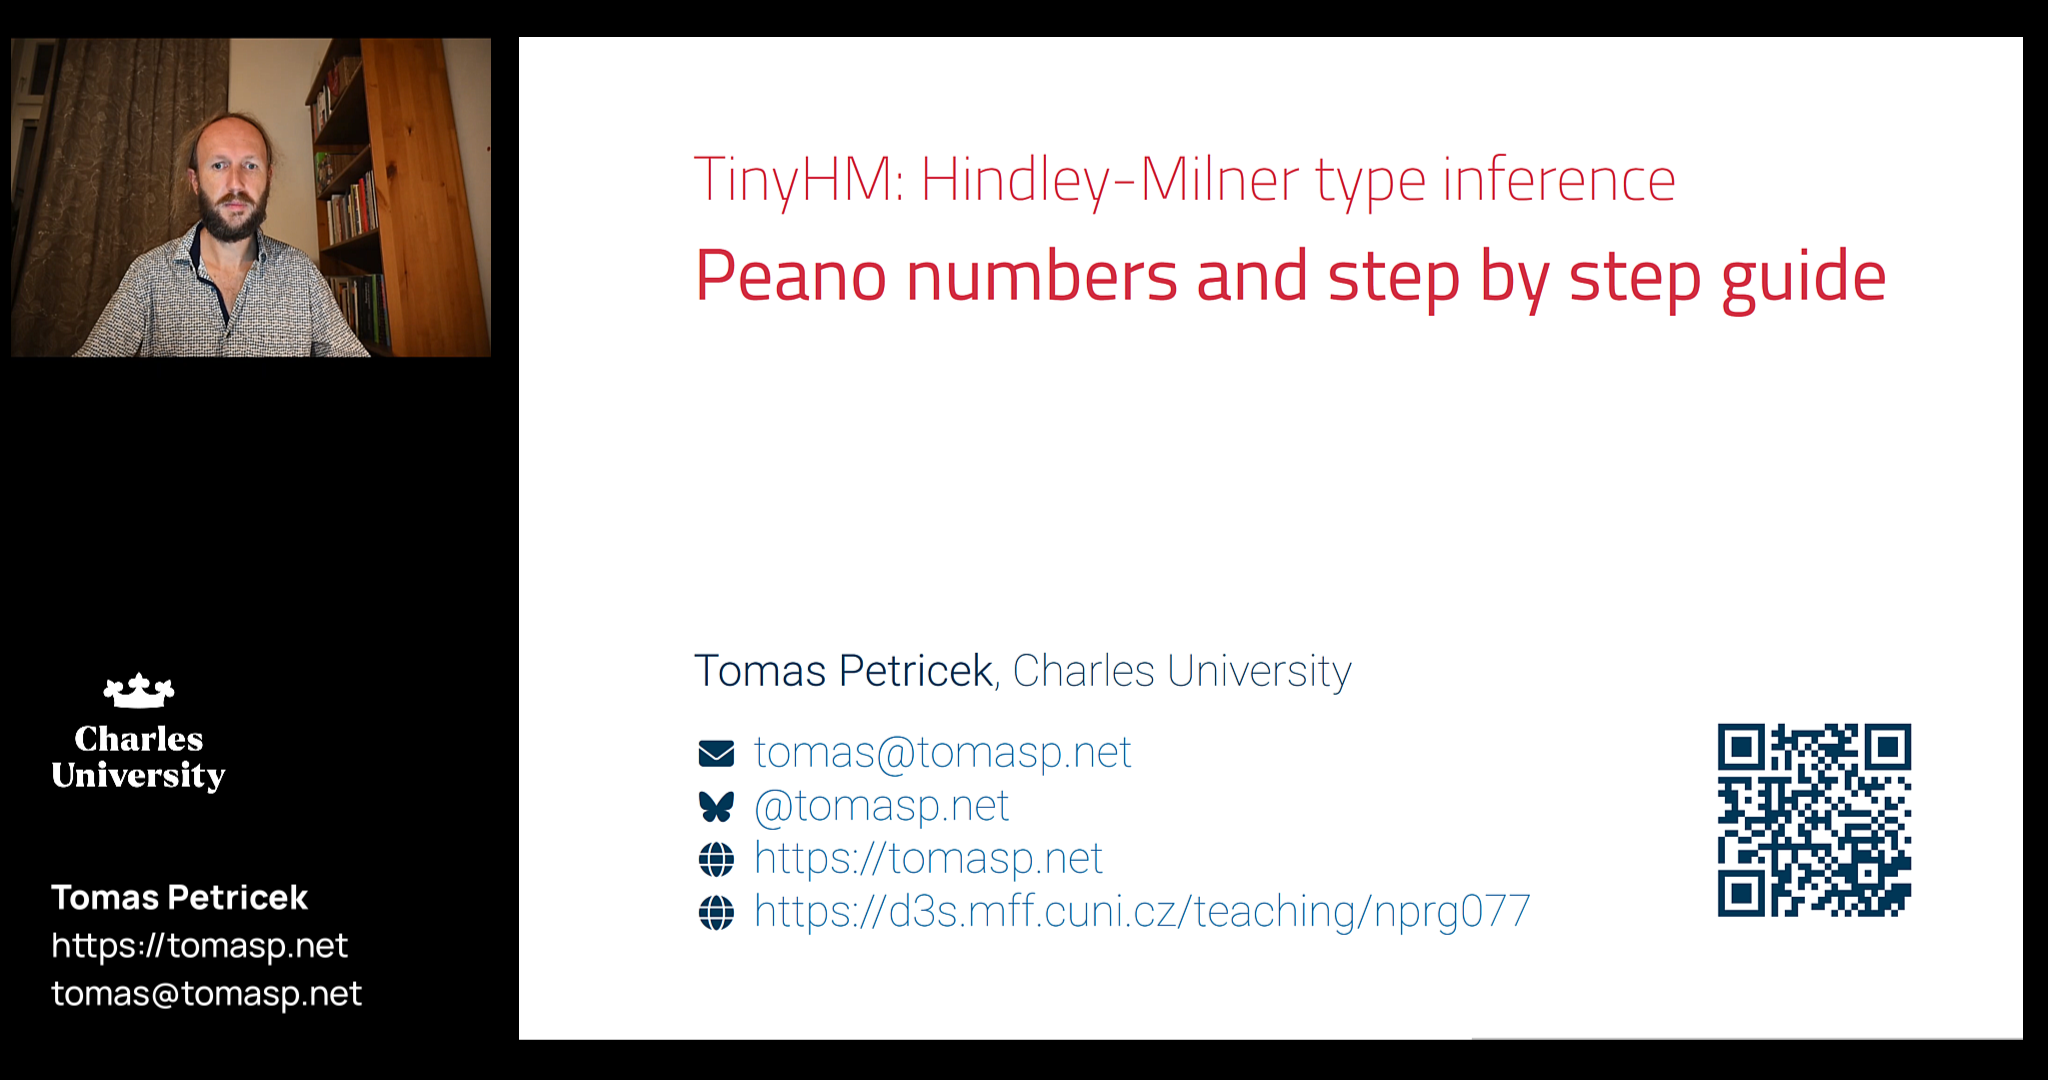 TinyHM: Hindley-Milner type inference
Peano numbers and step by step guide
Tomas Petricek, Charles University
tomas@tomasp.net
@tomasp.net
https://tomasp.net
https://d3s.mff.cuni.cz/teaching/nprg077
Charles
University
Tomas Petricek
https://tomasp.net
tomas@tomasp.net